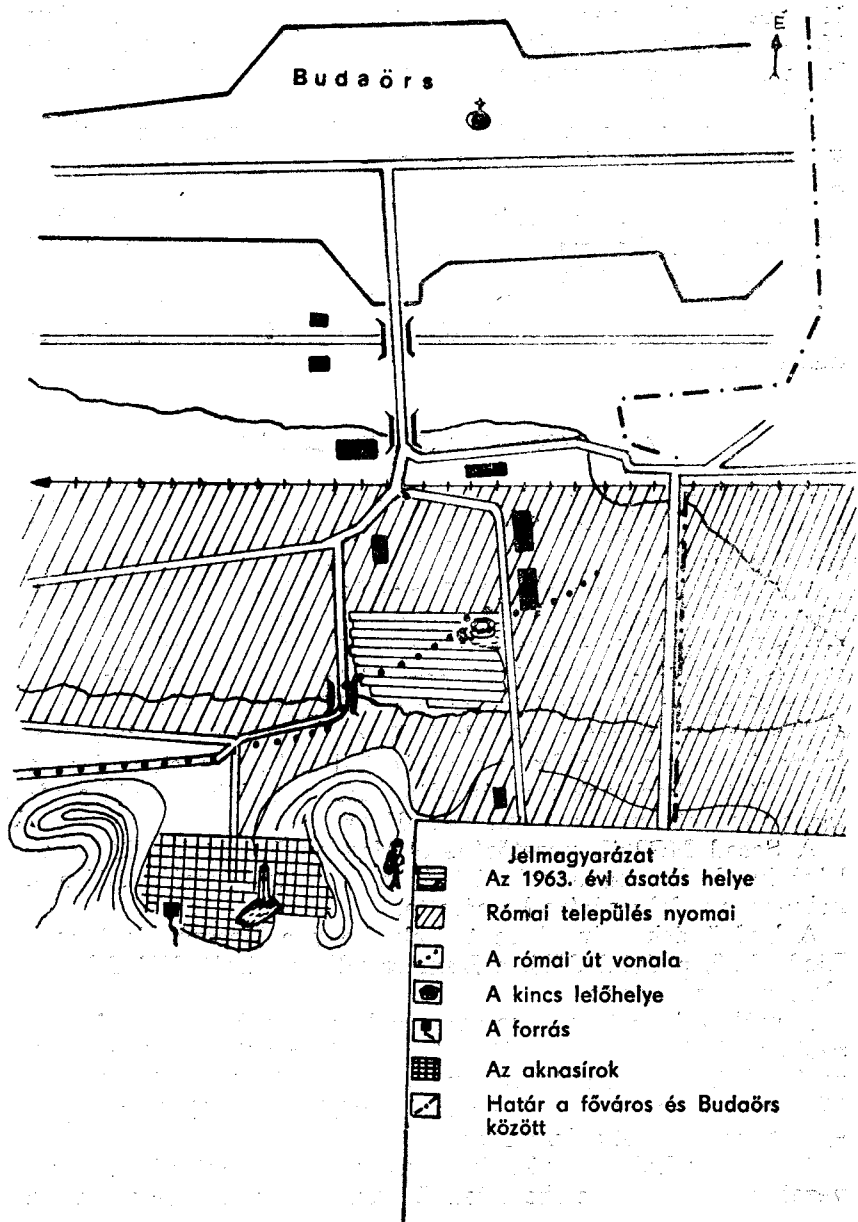 É
Budaörs
Jelmagyarázat
Az 1963. évi ásatás helye
Római település nyomai
A római út vonala
A kincs lelőhelye
A forrás
Az aknasírok
Határ a főváros és Budaörs
között